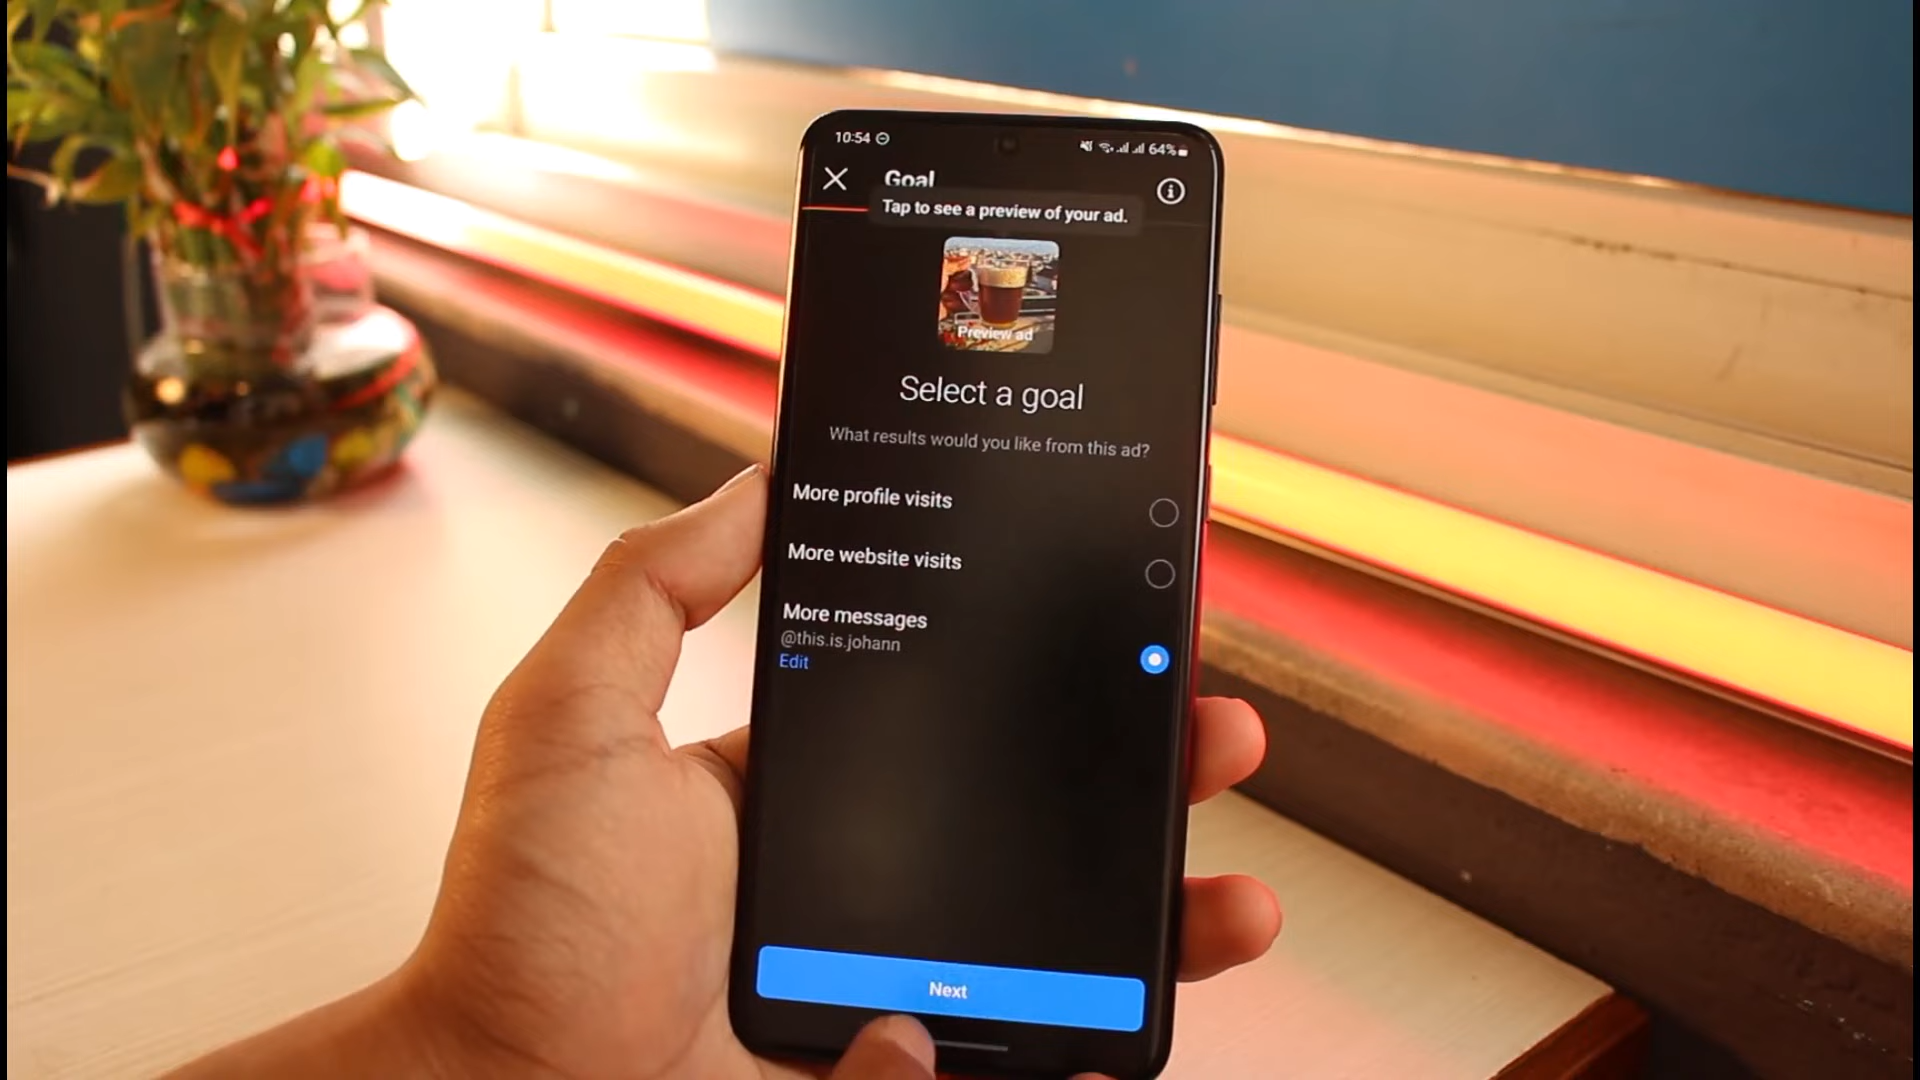 10:54
64%
Goal
Tap to see a preview of your ad.
Preview ad
Select a goal
What results would you like from this ad?
More profile visits
More website visits
More messages
@this.is.johann
Edit
Next